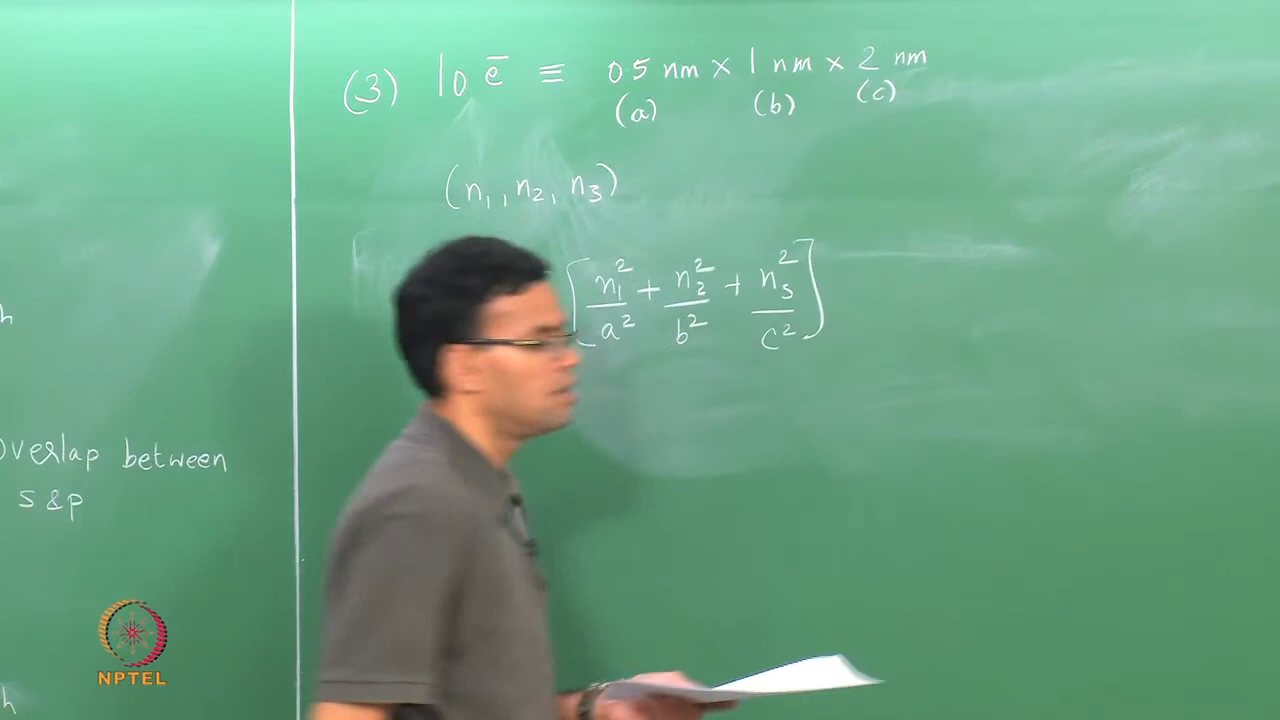 (3) 10 e̅ ≡ 05 nm × 1 nm × 2 nm
(a) (b) (c)
(n₁, n₂, n₃)
[n₁²/a² + n₂²/b² + n₃²/c²]
h
Overlap between
s & p
h
NPTEL